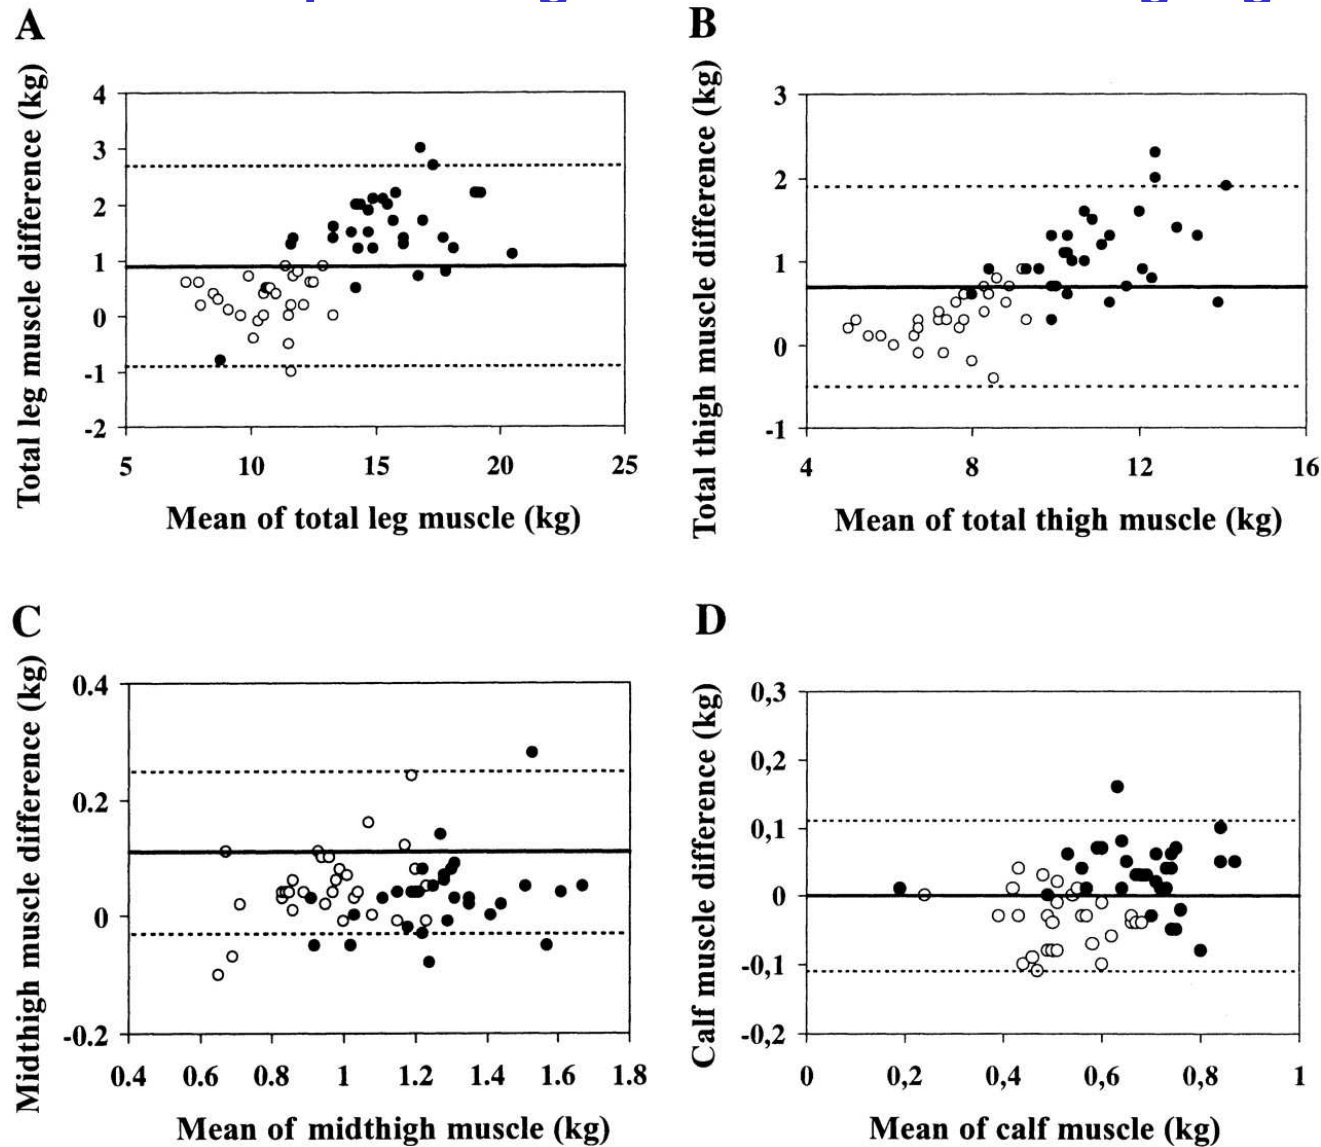 A
B
Total leg muscle difference (kg)
4
3
2
1
0
-1
-2
5 10 15 20 25
Mean of total leg muscle (kg)
Total thigh muscle difference (kg)
3
2
1
0
-1
4 8 12 16
Mean of total thigh muscle (kg)
C
D
Midthigh muscle difference (kg)
0.4
0.2
0
-0.2
0.4 0.6 0.8 1 1.2 1.4 1.6 1.8
Mean of midthigh muscle (kg)
Calf muscle difference (kg)
0,3
0,2
0,1
0
-0,1
-0,2
0 0,2 0,4 0,6 0,8 1
Mean of calf muscle (kg)